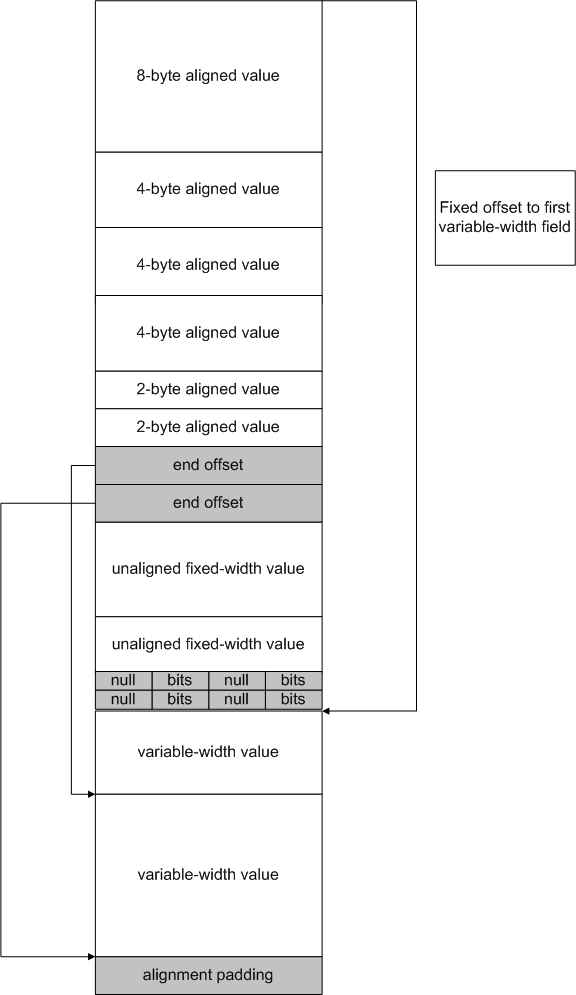 8-byte aligned value
4-byte aligned value
Fixed offset to first
variable-width field
4-byte aligned value
4-byte aligned value
2-byte aligned value
2-byte aligned value
end offset
end offset
unaligned fixed-width value
unaligned fixed-width value
null bits null bits
null bits null bits
variable-width value
variable-width value
alignment padding